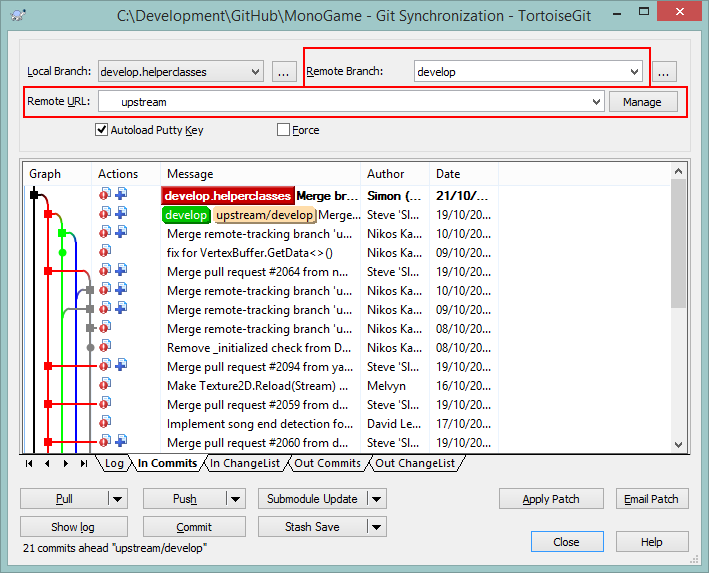 C:\Development\GitHub\MonoGame - Git Synchronization - TortoiseGit
Local Branch: develop.helperclasses ... Remote Branch: develop ...
Remote URL: upstream Manage
Autoload Putty Key Force
Graph Actions Message Author Date
develop.helperclasses Merge br... Simon (... 21/10/...
develop upstream/develop Merge... Steve 'Sl... 19/10/20...
Merge remote-tracking branch 'u... Nikos Ka... 10/10/20...
fix for VertexBuffer.GetData<>() Nikos Ka... 09/10/20...
Merge pull request #2064 from n... Steve 'Sl... 19/10/20...
Merge remote-tracking branch 'u... Nikos Ka... 10/10/20...
Merge remote-tracking branch 'u... Nikos Ka... 09/10/20...
Merge remote-tracking branch 'u... Nikos Ka... 08/10/20...
Remove _initialized check from D... Nikos Ka... 08/10/20...
Merge pull request #2094 from ya... Steve 'Sl... 19/10/20...
Make Texture2D.Reload(Stream) ... Melvyn 16/10/20...
Merge pull request #2059 from d... Steve 'Sl... 19/10/20...
Implement song end detection fo... David Le... 17/10/20...
Merge pull request #2060 from d... Steve 'Sl... 19/10/20...
Log In Commits In ChangeList Out Commits Out ChangeList
Pull Push Submodule Update Apply Patch Email Patch
Show log Commit Stash Save
Close Help
21 commits ahead "upstream/develop"